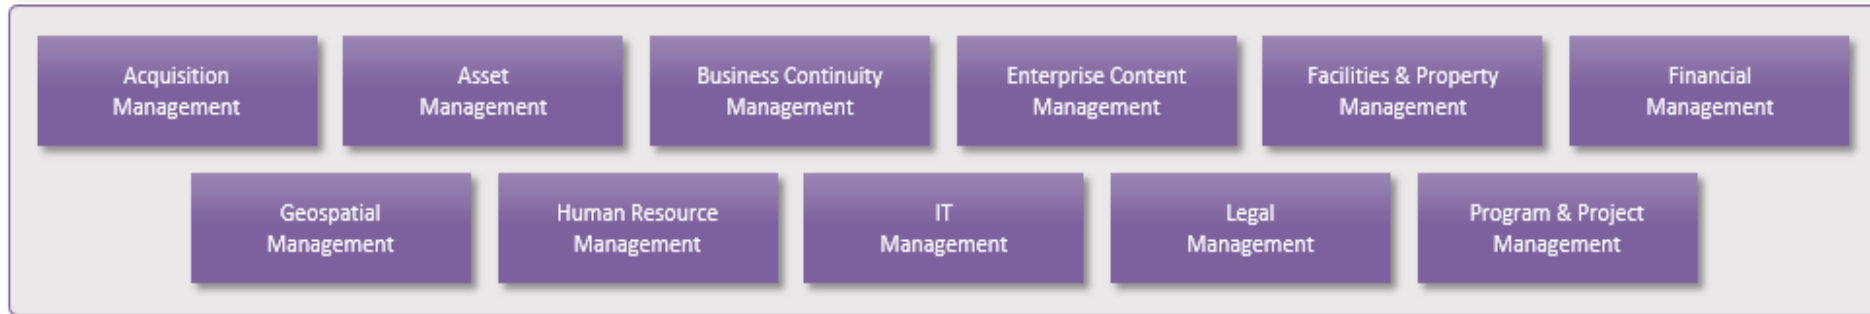 Acquisition
Management
Asset
Management
Business Continuity
Management
Enterprise Content
Management
Facilities & Property
Management
Financial
Management
Geospatial
Management
Human Resource
Management
IT
Management
Legal
Management
Program & Project
Management